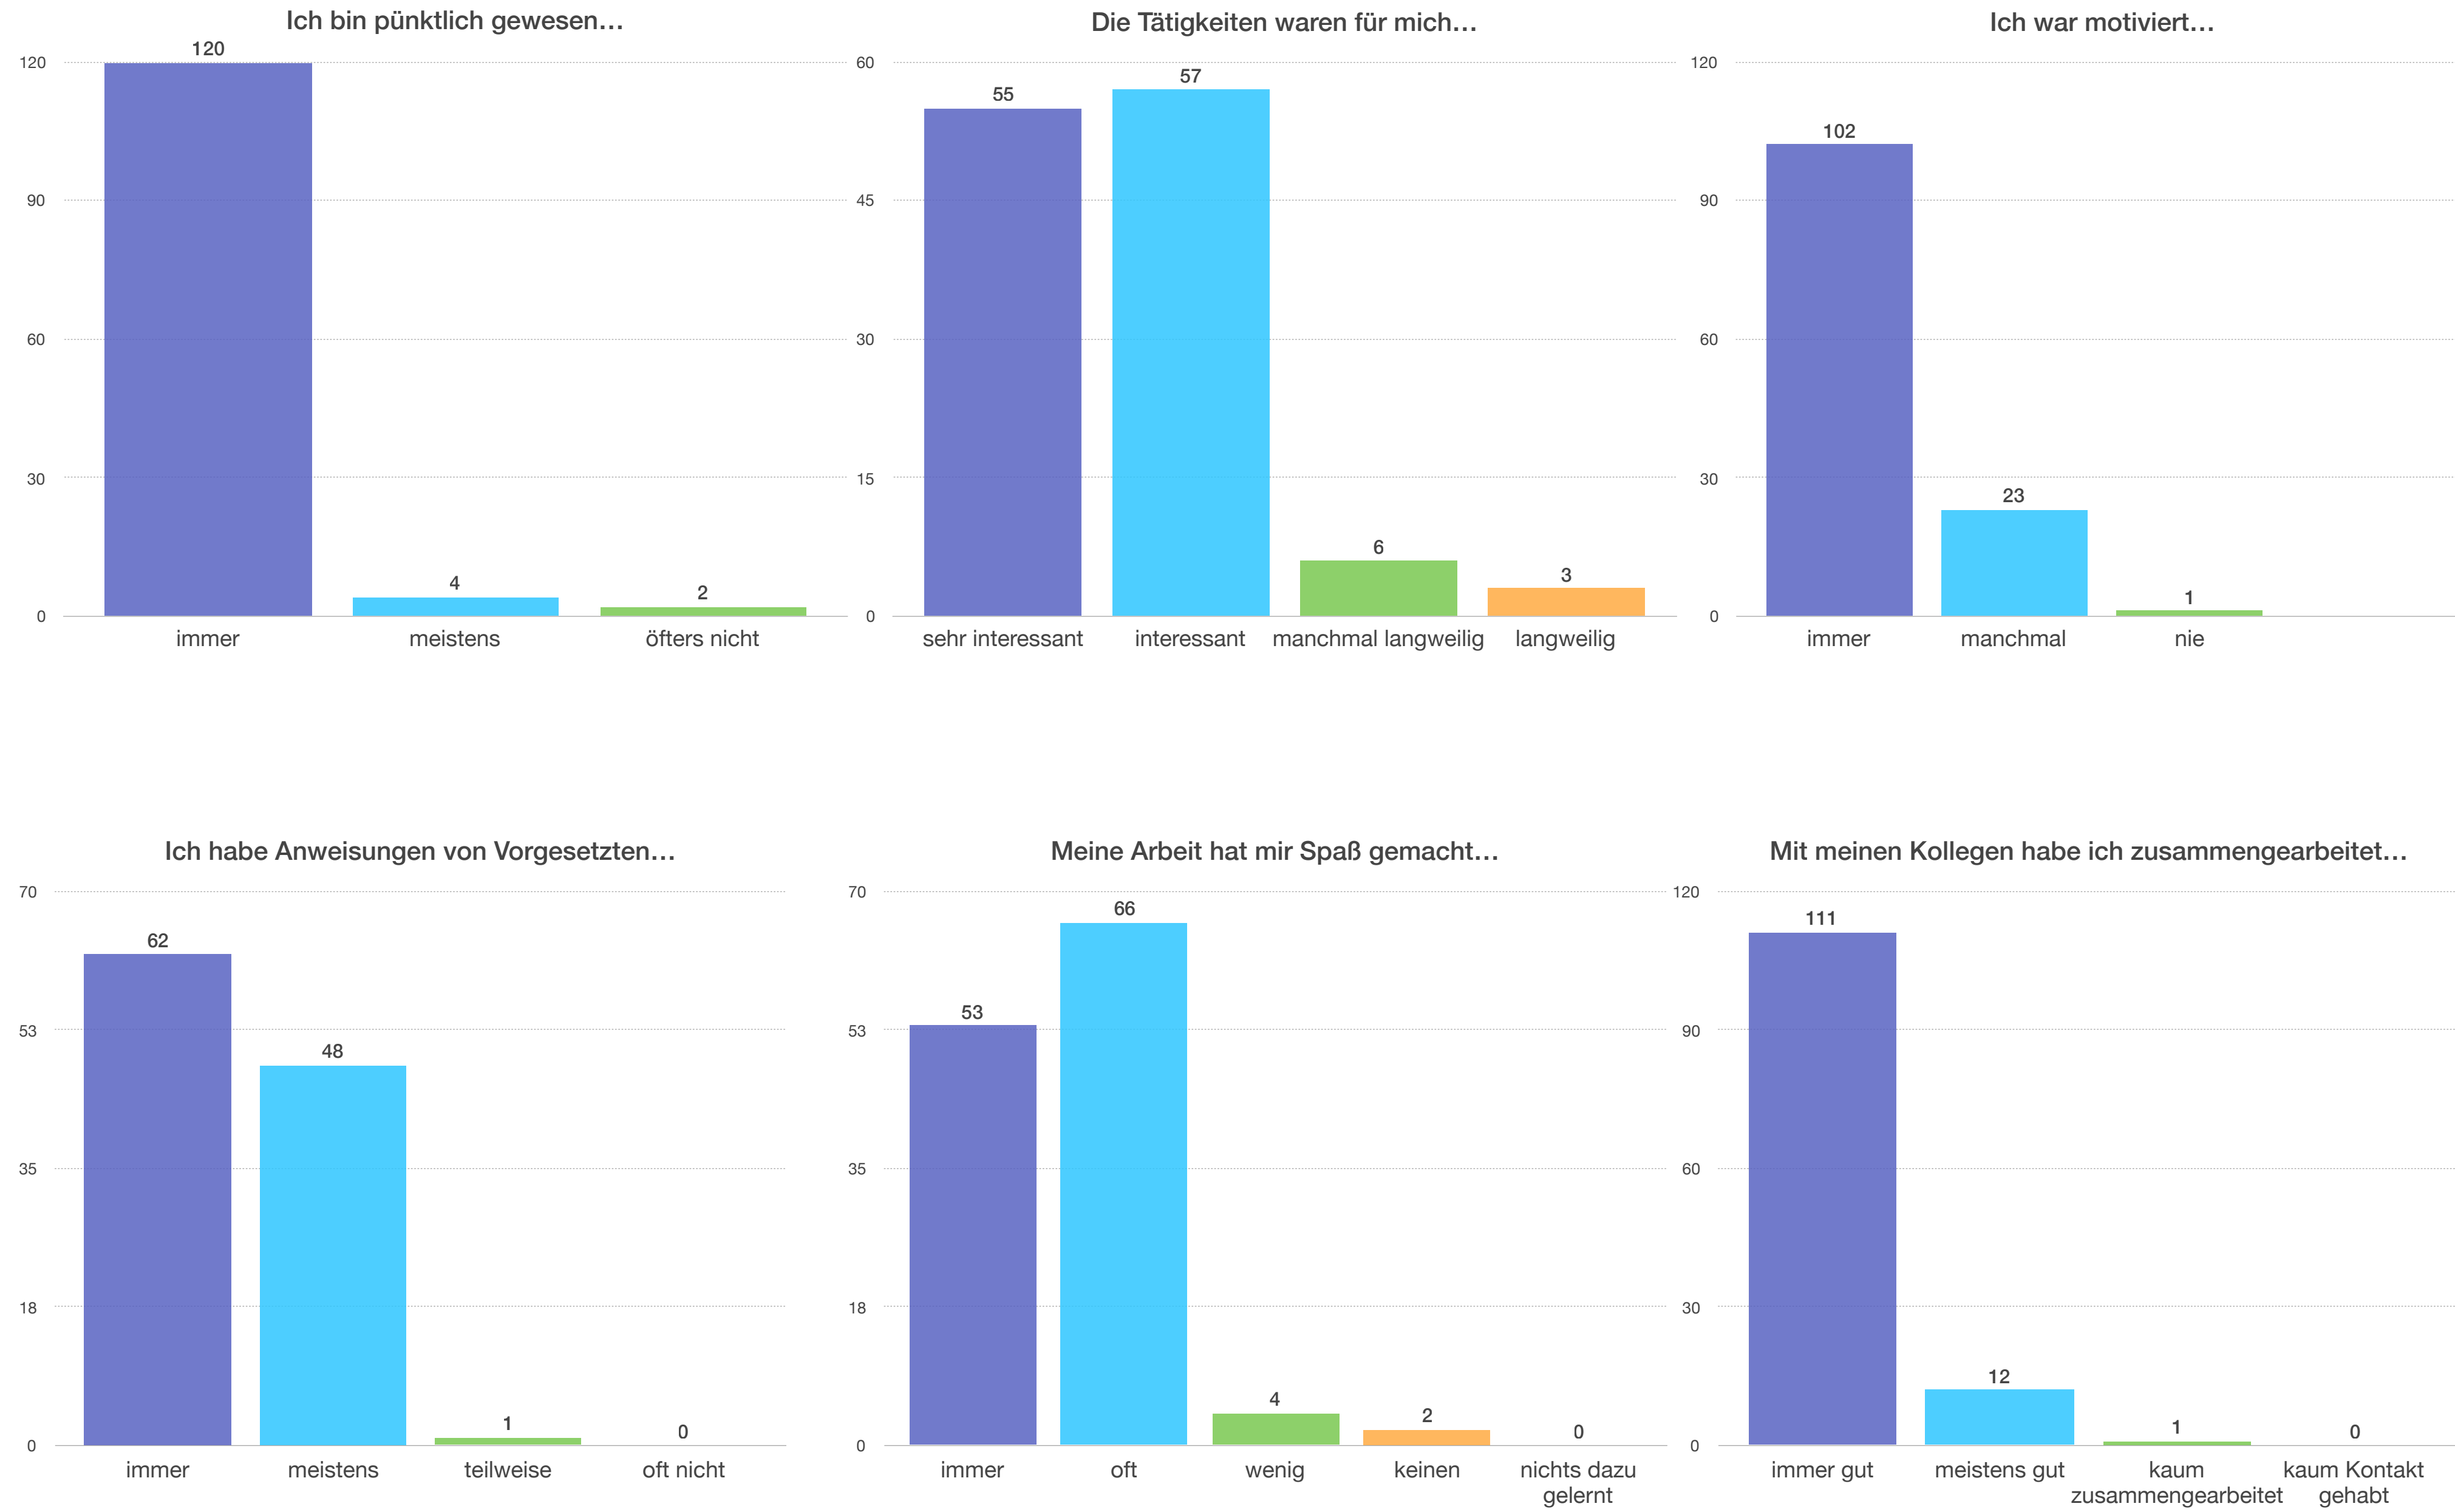 Ich bin pünktlich gewesen…
120
120
90
60
30
0
4
2
immer
meistens
öfters nicht
Die Tätigkeiten waren für mich…
60
45
30
15
0
55
57
6
3
sehr interessant
interessant
manchmal langweilig
langweilig
Ich war motiviert…
120
90
60
30
0
102
23
1
immer
manchmal
nie
Ich habe Anweisungen von Vorgesetzten…
70
53
35
18
0
62
48
1
0
immer
meistens
teilweise
oft nicht
Meine Arbeit hat mir Spaß gemacht…
70
53
35
18
0
53
66
4
2
0
immer
oft
wenig
keinen
nichts dazu
gelernt
Mit meinen Kollegen habe ich zusammengearbeitet…
120
90
60
30
0
111
12
1
0
immer gut
meistens gut
kaum
zusammengearbeitet
kaum Kontakt
gehabt